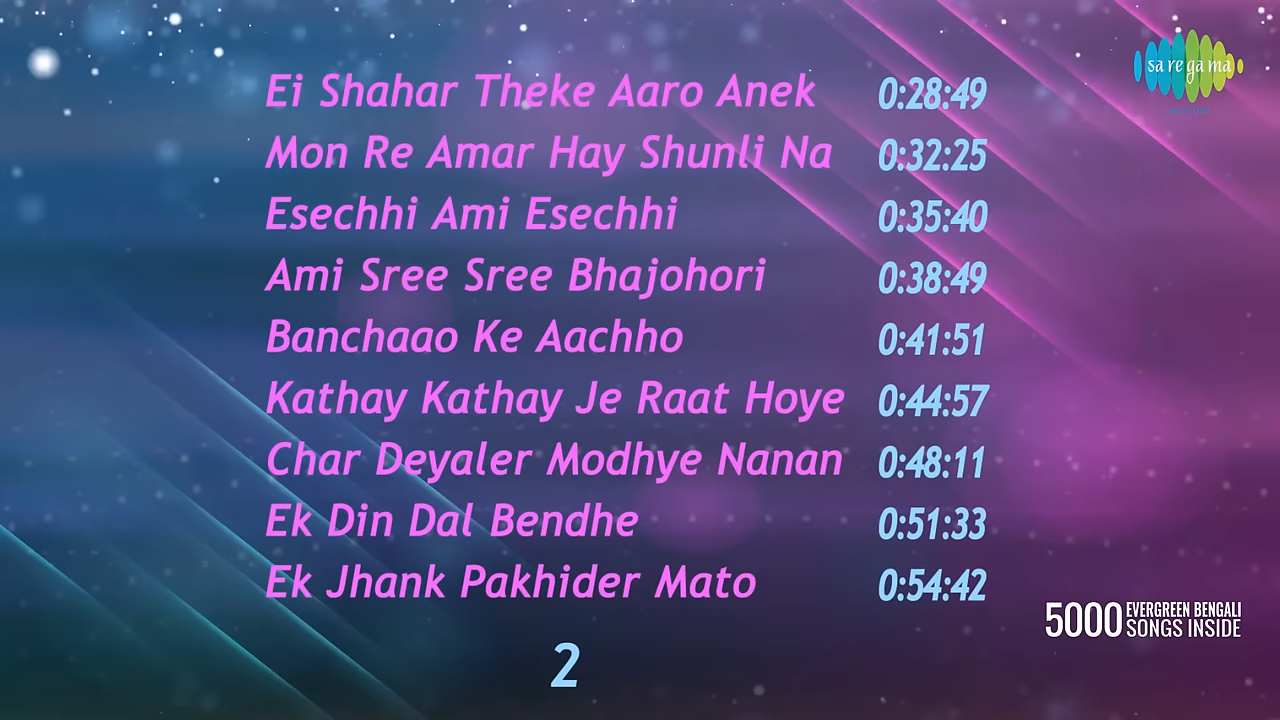 sa re ga ma
Ei Shahar Theke Aaro Anek 0:28:49
Mon Re Amar Hay Shunli Na 0:32:25
Esechhi Ami Esechhi 0:35:40
Ami Sree Sree Bhajohori 0:38:49
Banchaao Ke Aachho 0:41:51
Kathay Kathay Je Raat Hoye 0:44:57
Char Deyaler Modhye Nanan 0:48:11
Ek Din Dal Bendhe 0:51:33
Ek Jhank Pakhider Mato 0:54:42
5000 EVERGREEN BENGALI
SONGS INSIDE
2